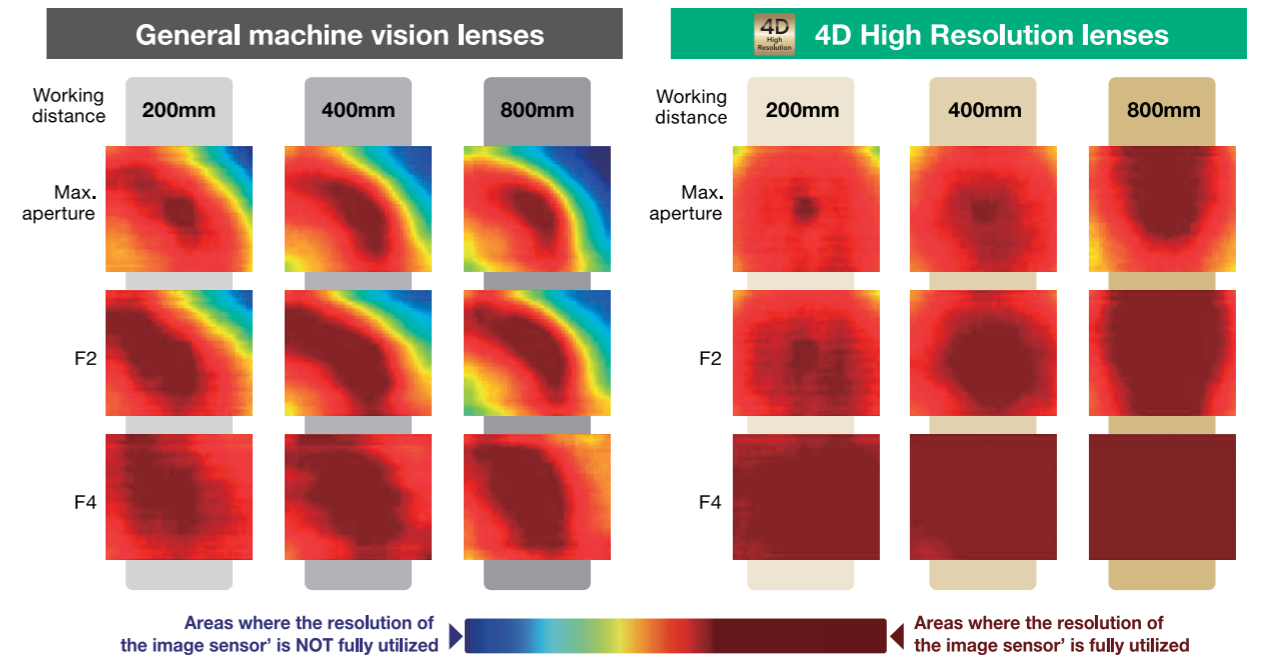 General machine vision lenses
Working
distance
200mm
400mm
800mm
Max.
aperture
F2
F4
4D
High
Resolution
4D High Resolution lenses
Working
distance
200mm
400mm
800mm
Max.
aperture
F2
F4
Areas where the resolution of
the image sensor' is NOT fully utilized
Areas where the resolution of
the image sensor' is fully utilized